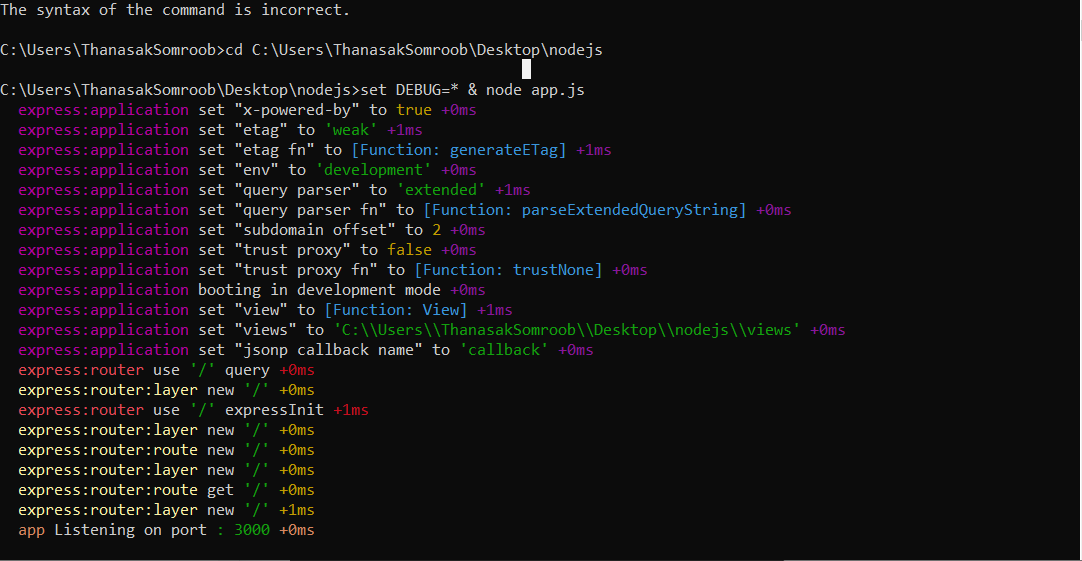 The syntax of the command is incorrect.
C:\Users\ThanasakSomroob>cd C:\Users\ThanasakSomroob\Desktop\nodejs
C:\Users\ThanasakSomroob\Desktop\nodejs>set DEBUG=* & node app.js
express:application set "x-powered-by" to true +0ms
express:application set "etag" to 'weak' +1ms
express:application set "etag fn" to [Function: generateETag] +1ms
express:application set "env" to 'development' +0ms
express:application set "query parser" to 'extended' +1ms
express:application set "query parser fn" to [Function: parseExtendedQueryString] +0ms
express:application set "subdomain offset" to 2 +0ms
express:application set "trust proxy" to false +0ms
express:application set "trust proxy fn" to [Function: trustNone] +0ms
express:application booting in development mode +0ms
express:application set "view" to [Function: View] +1ms
express:application set "views" to 'C:\\Users\\ThanasakSomroob\\Desktop\\nodejs\\views' +0ms
express:application set "jsonp callback name" to 'callback' +0ms
express:router use '/' query +0ms
express:router:layer new '/' +0ms
express:router use '/' expressInit +1ms
express:router:layer new '/' +0ms
express:router:route new '/' +0ms
express:router:layer new '/' +0ms
express:router:route get '/' +0ms
express:router:layer new '/' +1ms
app Listening on port : 3000 +0ms